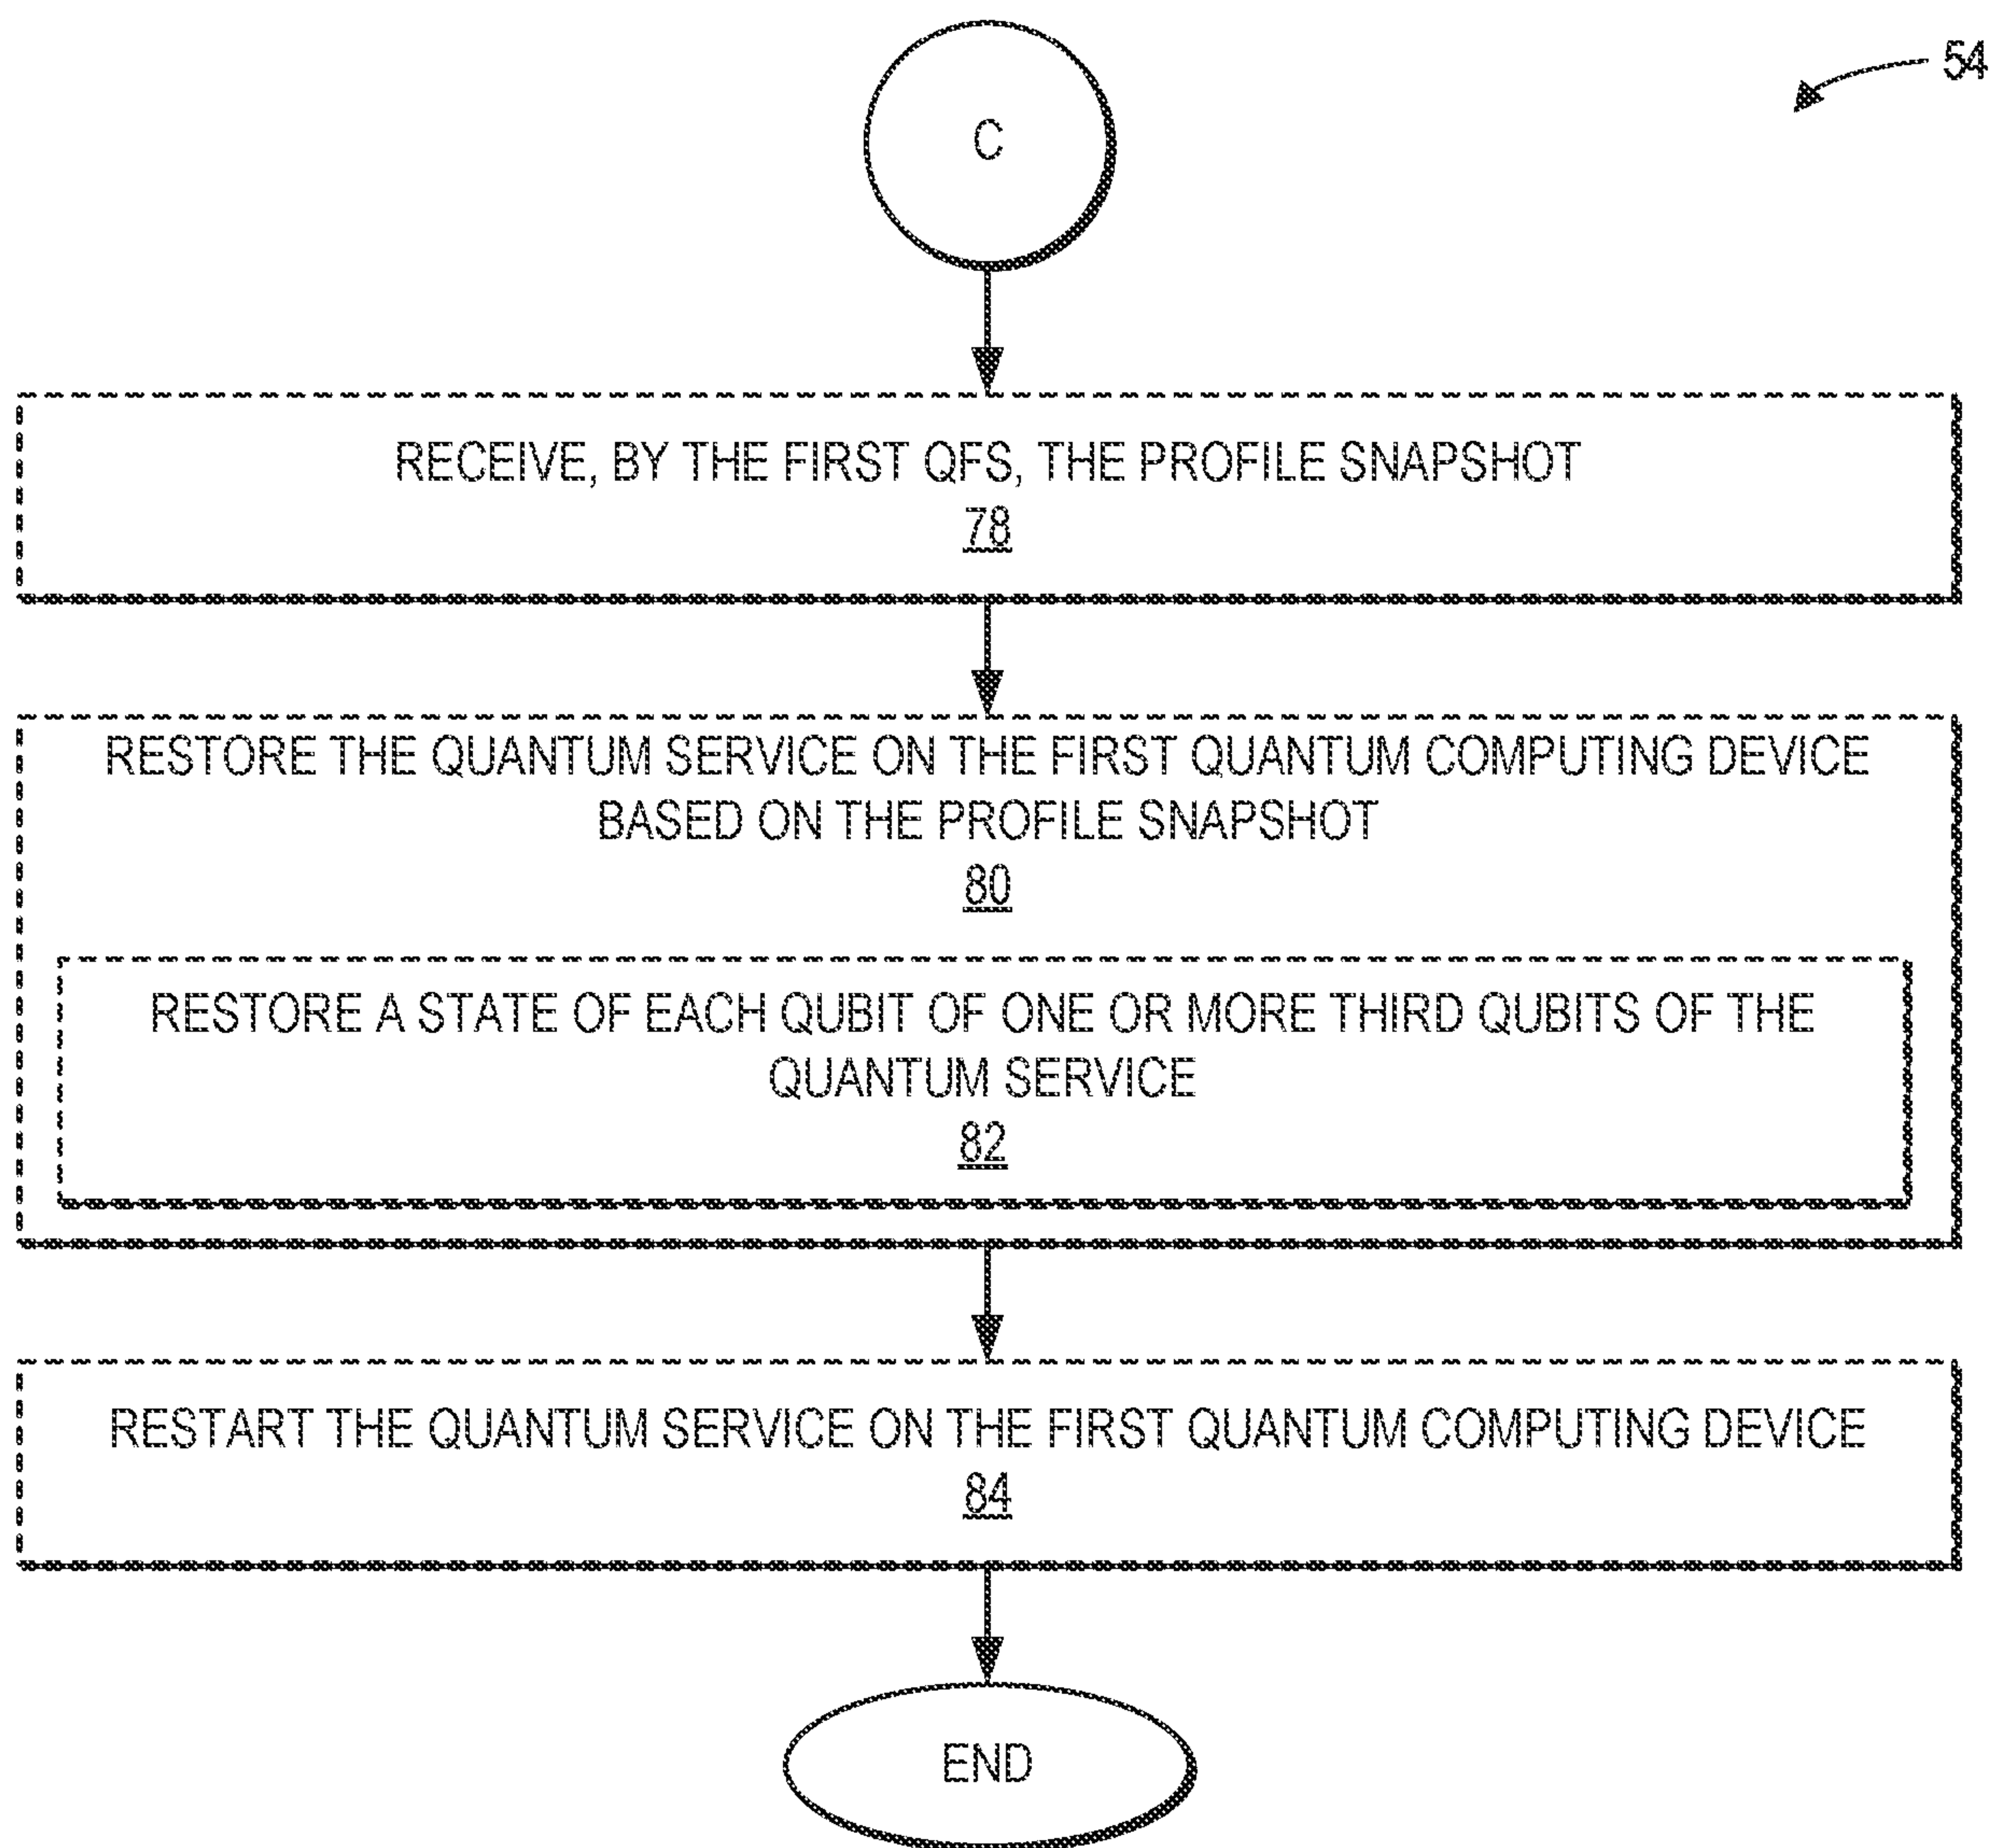 54
C
RECEIVE, BY THE FIRST QFS, THE PROFILE SNAPSHOT
78
RESTORE THE QUANTUM SERVICE ON THE FIRST QUANTUM COMPUTING DEVICE
BASED ON THE PROFILE SNAPSHOT
80
RESTORE A STATE OF EACH QUBIT OF ONE OR MORE THIRD QUBITS OF THE
QUANTUM SERVICE
82
RESTART THE QUANTUM SERVICE ON THE FIRST QUANTUM COMPUTING DEVICE
84
END